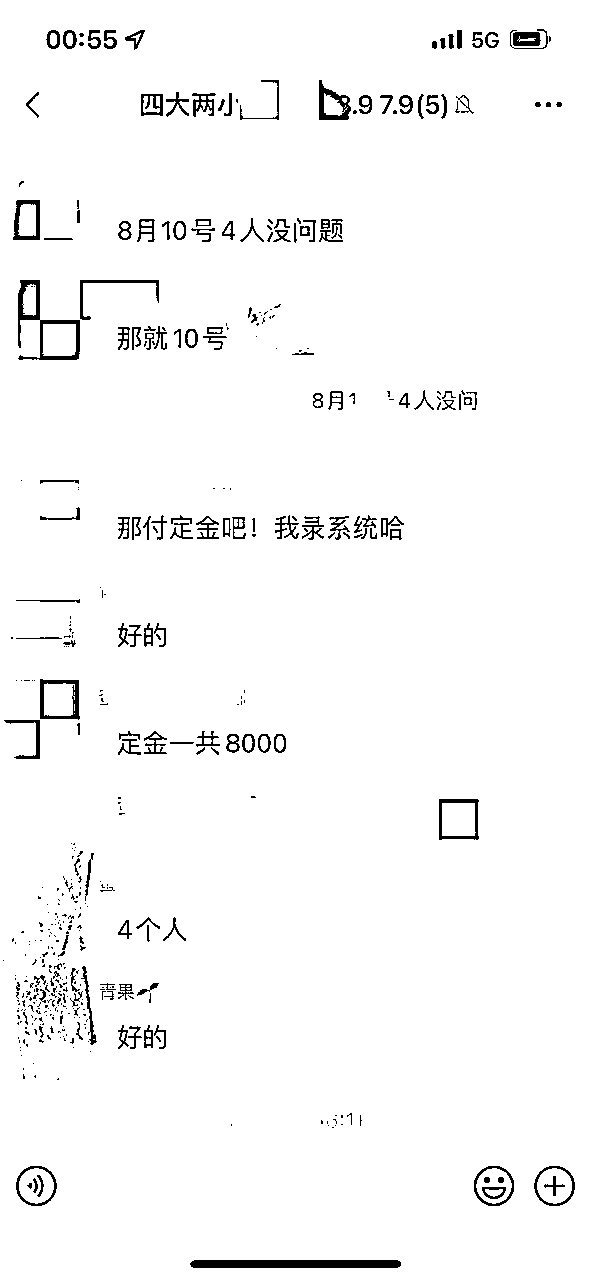 00:55 5G
四大两小 3.9 7.9(5)
8月10号4人没问题
那就10号
8月1 4人没问
那付定金吧！我录系统哈
好的
定金一共8000
4个人
青果
好的